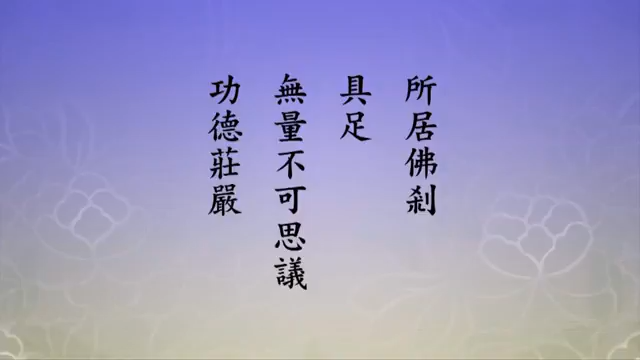 所居佛剎
具足
無量不可思議
功德莊嚴